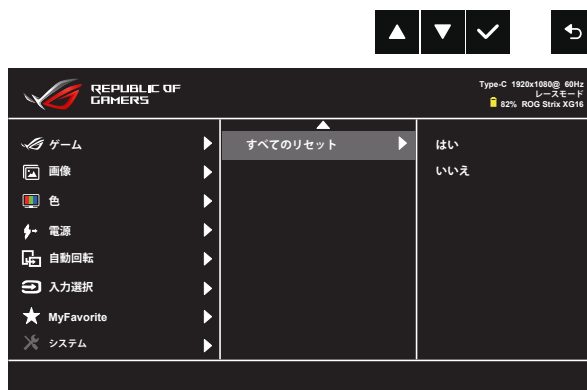 REPUBLIC OF
GAMERS
Type-C 1920x1080@ 60Hz
レースモード
82% ROG Strix XG16
ゲーム
画像
色
電源
自動回転
入力選択
MyFavorite
システム
すべてのリセット
はい
いいえ